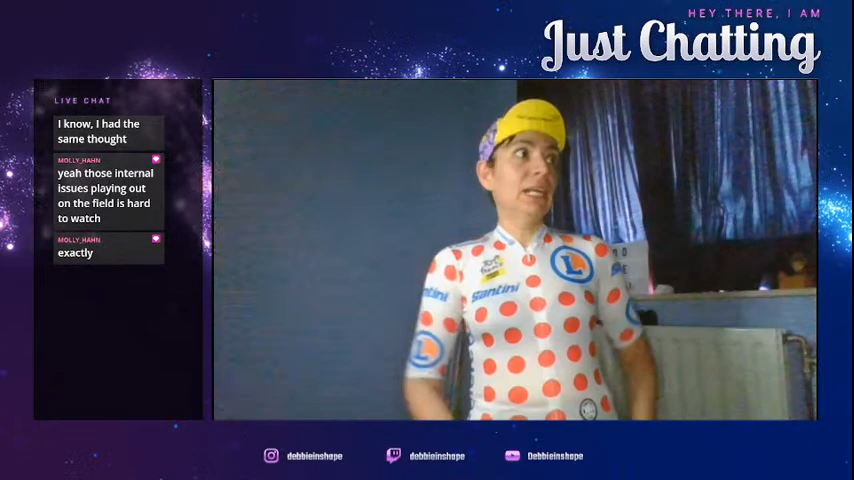 HEY THERE, I AM
Just Chatting
LIVE CHAT
I know, I had the
same thought
MOLLY_HAHN
yeah those internal
issues playing out
on the field is hard
to watch
MOLLY_HAHN
exactly
Santini
L
L
debbieinshape
debbieinshape
Debbieinshape